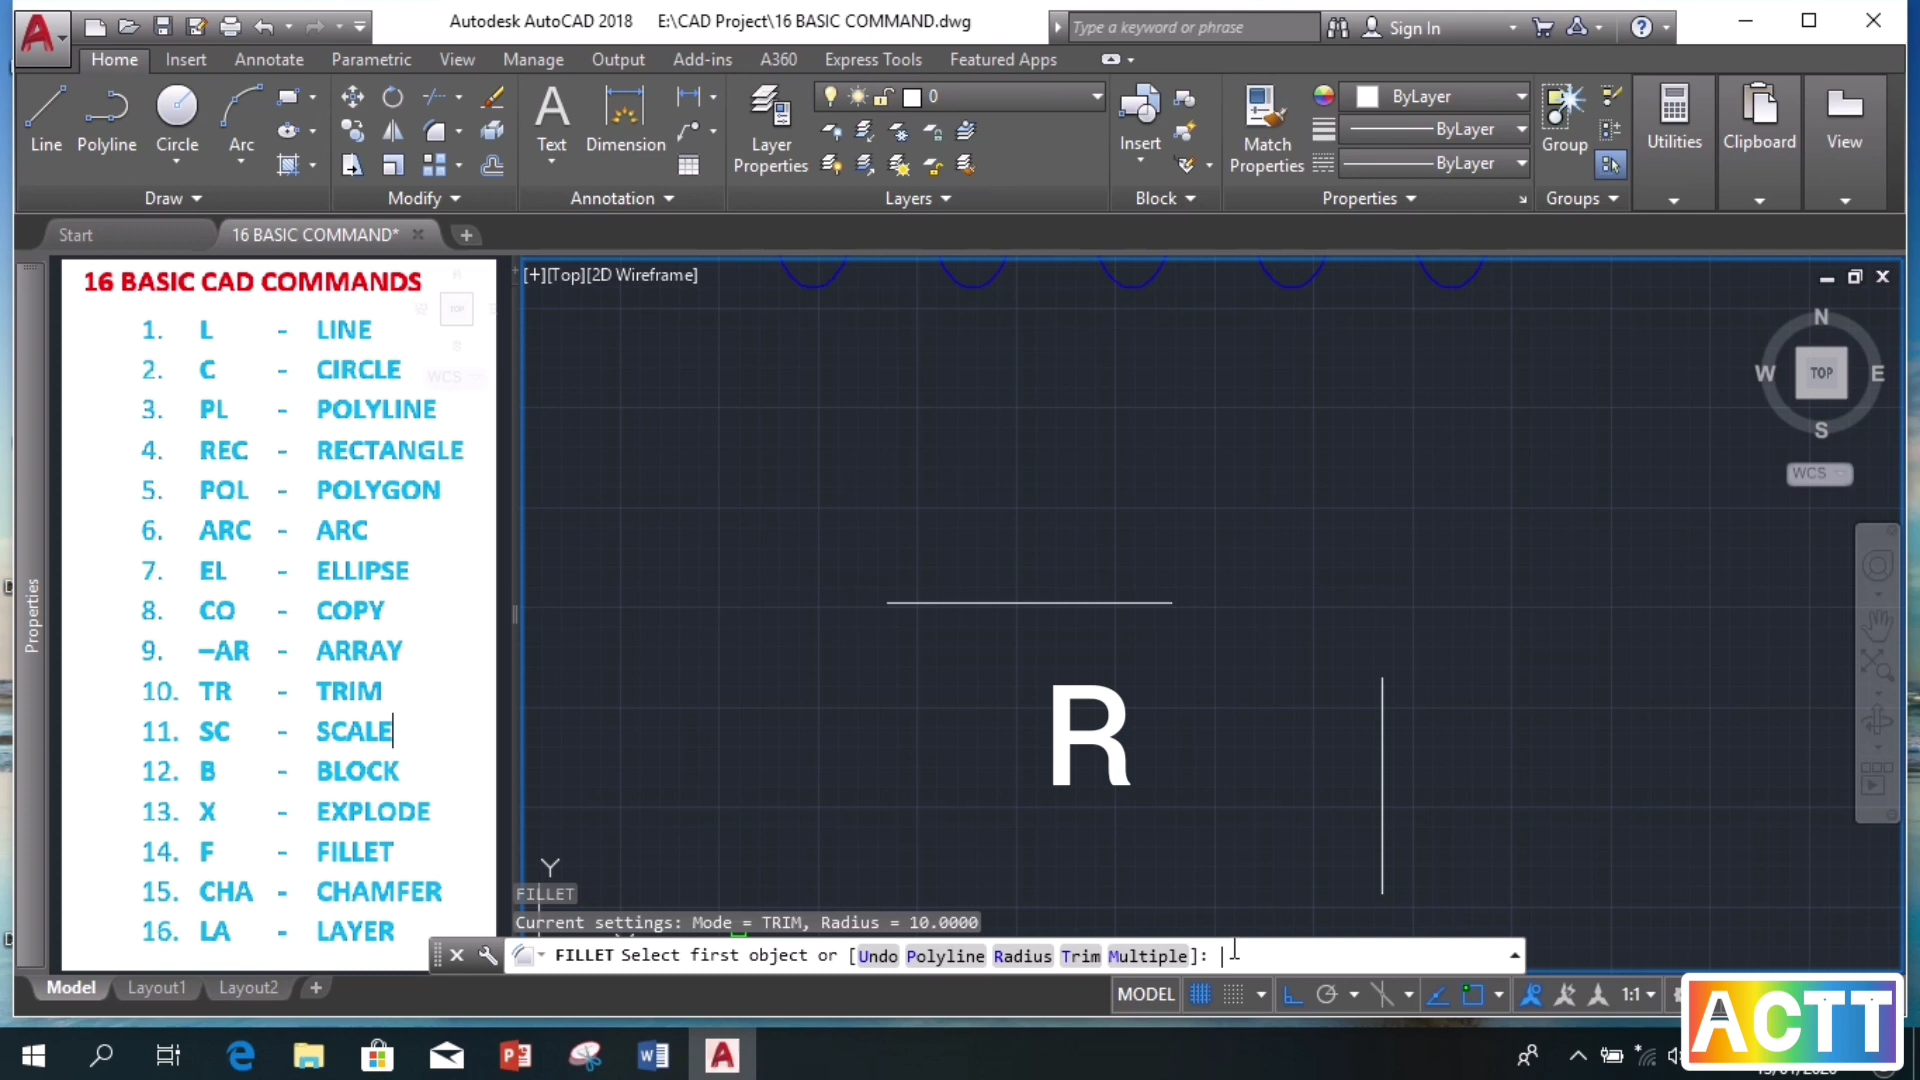 Autodesk AutoCAD 2018 E:\CAD Project\16 BASIC COMMAND.dwg
Type a keyword or phrase
Sign In
Home Insert Annotate Parametric View Manage Output Add-ins A360 Express Tools Featured Apps
Line Polyline Circle Arc
Text Dimension
Layer Properties
0
Insert
Match Properties
ByLayer
ByLayer
ByLayer
Group
Utilities Clipboard View
Draw Modify Annotation Layers Block Properties Groups
Start 16 BASIC COMMAND*
16 BASIC CAD COMMANDS
1. L - LINE
2. C - CIRCLE
3. PL - POLYLINE
4. REC - RECTANGLE
5. POL - POLYGON
6. ARC - ARC
7. EL - ELLIPSE
8. CO - COPY
9. –AR - ARRAY
10. TR - TRIM
11. SC - SCALE
12. B - BLOCK
13. X - EXPLODE
14. F - FILLET
15. CHA - CHAMFER
16. LA - LAYER
TOP
WCS
Properties
[+][Top][2D Wireframe]
N
W TOP E
S
WCS
R
Y
FILLET
Current settings: Mode = TRIM, Radius = 10.0000
FILLET Select first object or [Undo Polyline Radius Trim Multiple]:
Model Layout1 Layout2
MODEL 1:1
ACTT